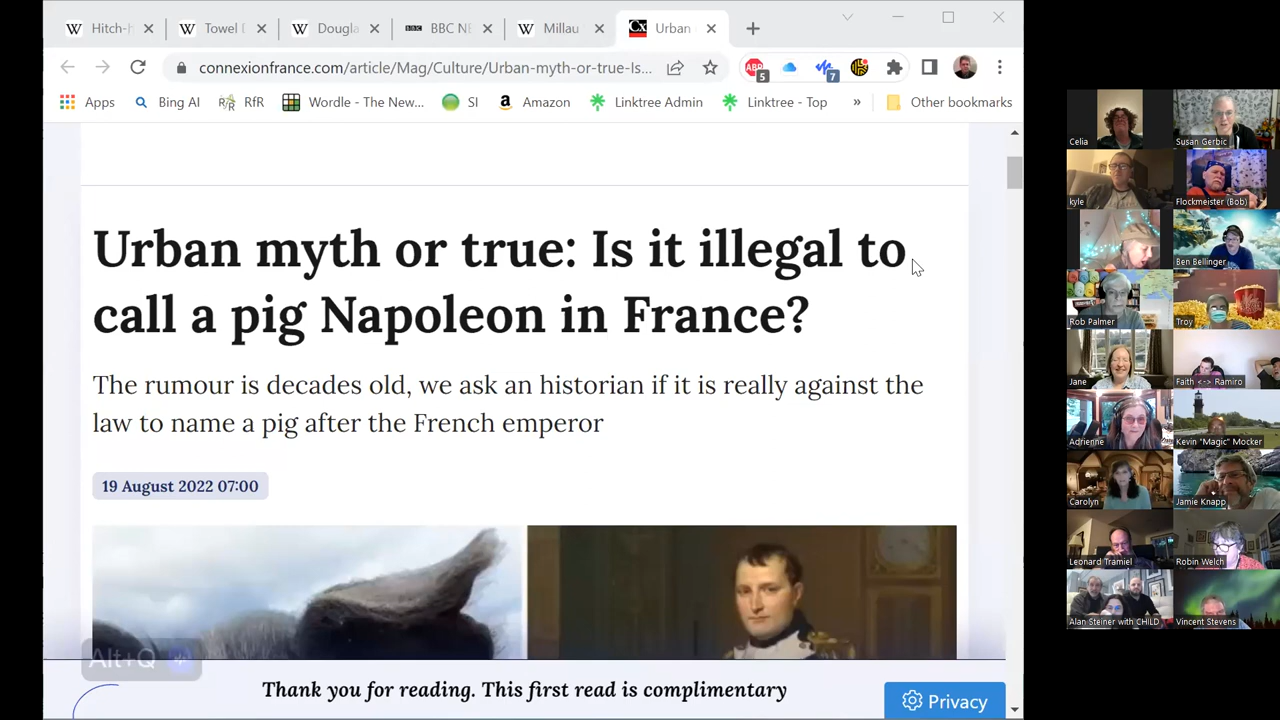 Hitch-h
Towel D
Dougla
BBC NE
Millau
Urban
connexionfrance.com/article/Mag/Culture/Urban-myth-or-true-Is...
ABP 5
7
Apps
Bing AI
RfR
Wordle - The New...
SI
Amazon
Linktree Admin
Linktree - Top
»
Other bookmarks
Urban myth or true: Is it illegal to
call a pig Napoleon in France?
The rumour is decades old, we ask an historian if it is really against the
law to name a pig after the French emperor
19 August 2022 07:00
Alt+Q
Thank you for reading. This first read is complimentary
Privacy
Celia
Susan Gerbic
kyle
Flockmeister (Bob)
Ben Bellinger
Rob Palmer
Troy
Jane
Faith <-> Ramiro
Adrienne
Kevin "Magic" Mocker
Carolyn
Jamie Knapp
Leonard Tramiel
Robin Welch
Alan Steiner with CHILD
Vincent Stevens